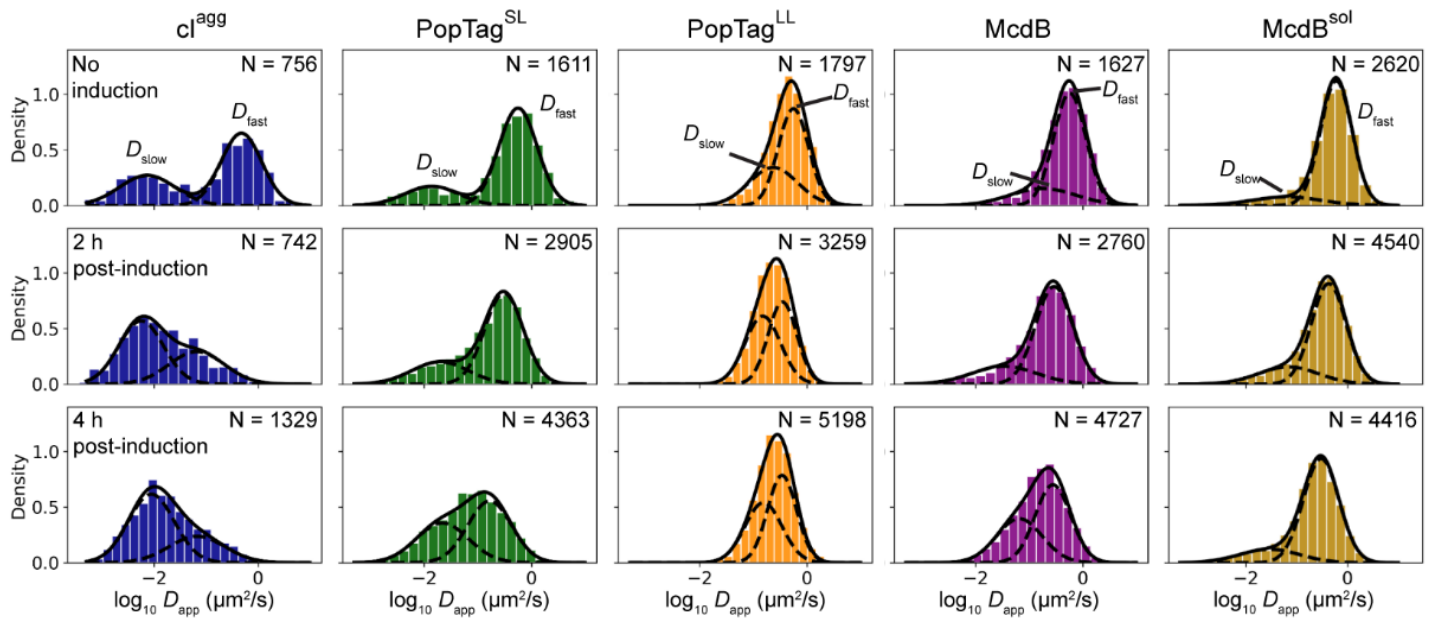 cI^agg PopTag^SL PopTag^LL McdB McdB^sol
No induction N = 756 N = 1611 N = 1797 N = 1627 N = 2620
D_slow D_fast D_slow D_fast D_slow D_fast D_slow D_fast D_slow D_fast
Density 1.0 0.5 0.0
2 h post-induction N = 742 N = 2905 N = 3259 N = 2760 N = 4540
Density 1.0 0.5 0.0
4 h post-induction N = 1329 N = 4363 N = 5198 N = 4727 N = 4416
Density 1.0 0.5 0.0
−2 0 −2 0 −2 0 −2 0 −2 0
log₁₀ D_app (µm²/s) log₁₀ D_app (µm²/s) log₁₀ D_app (µm²/s) log₁₀ D_app (µm²/s) log₁₀ D_app (µm²/s)